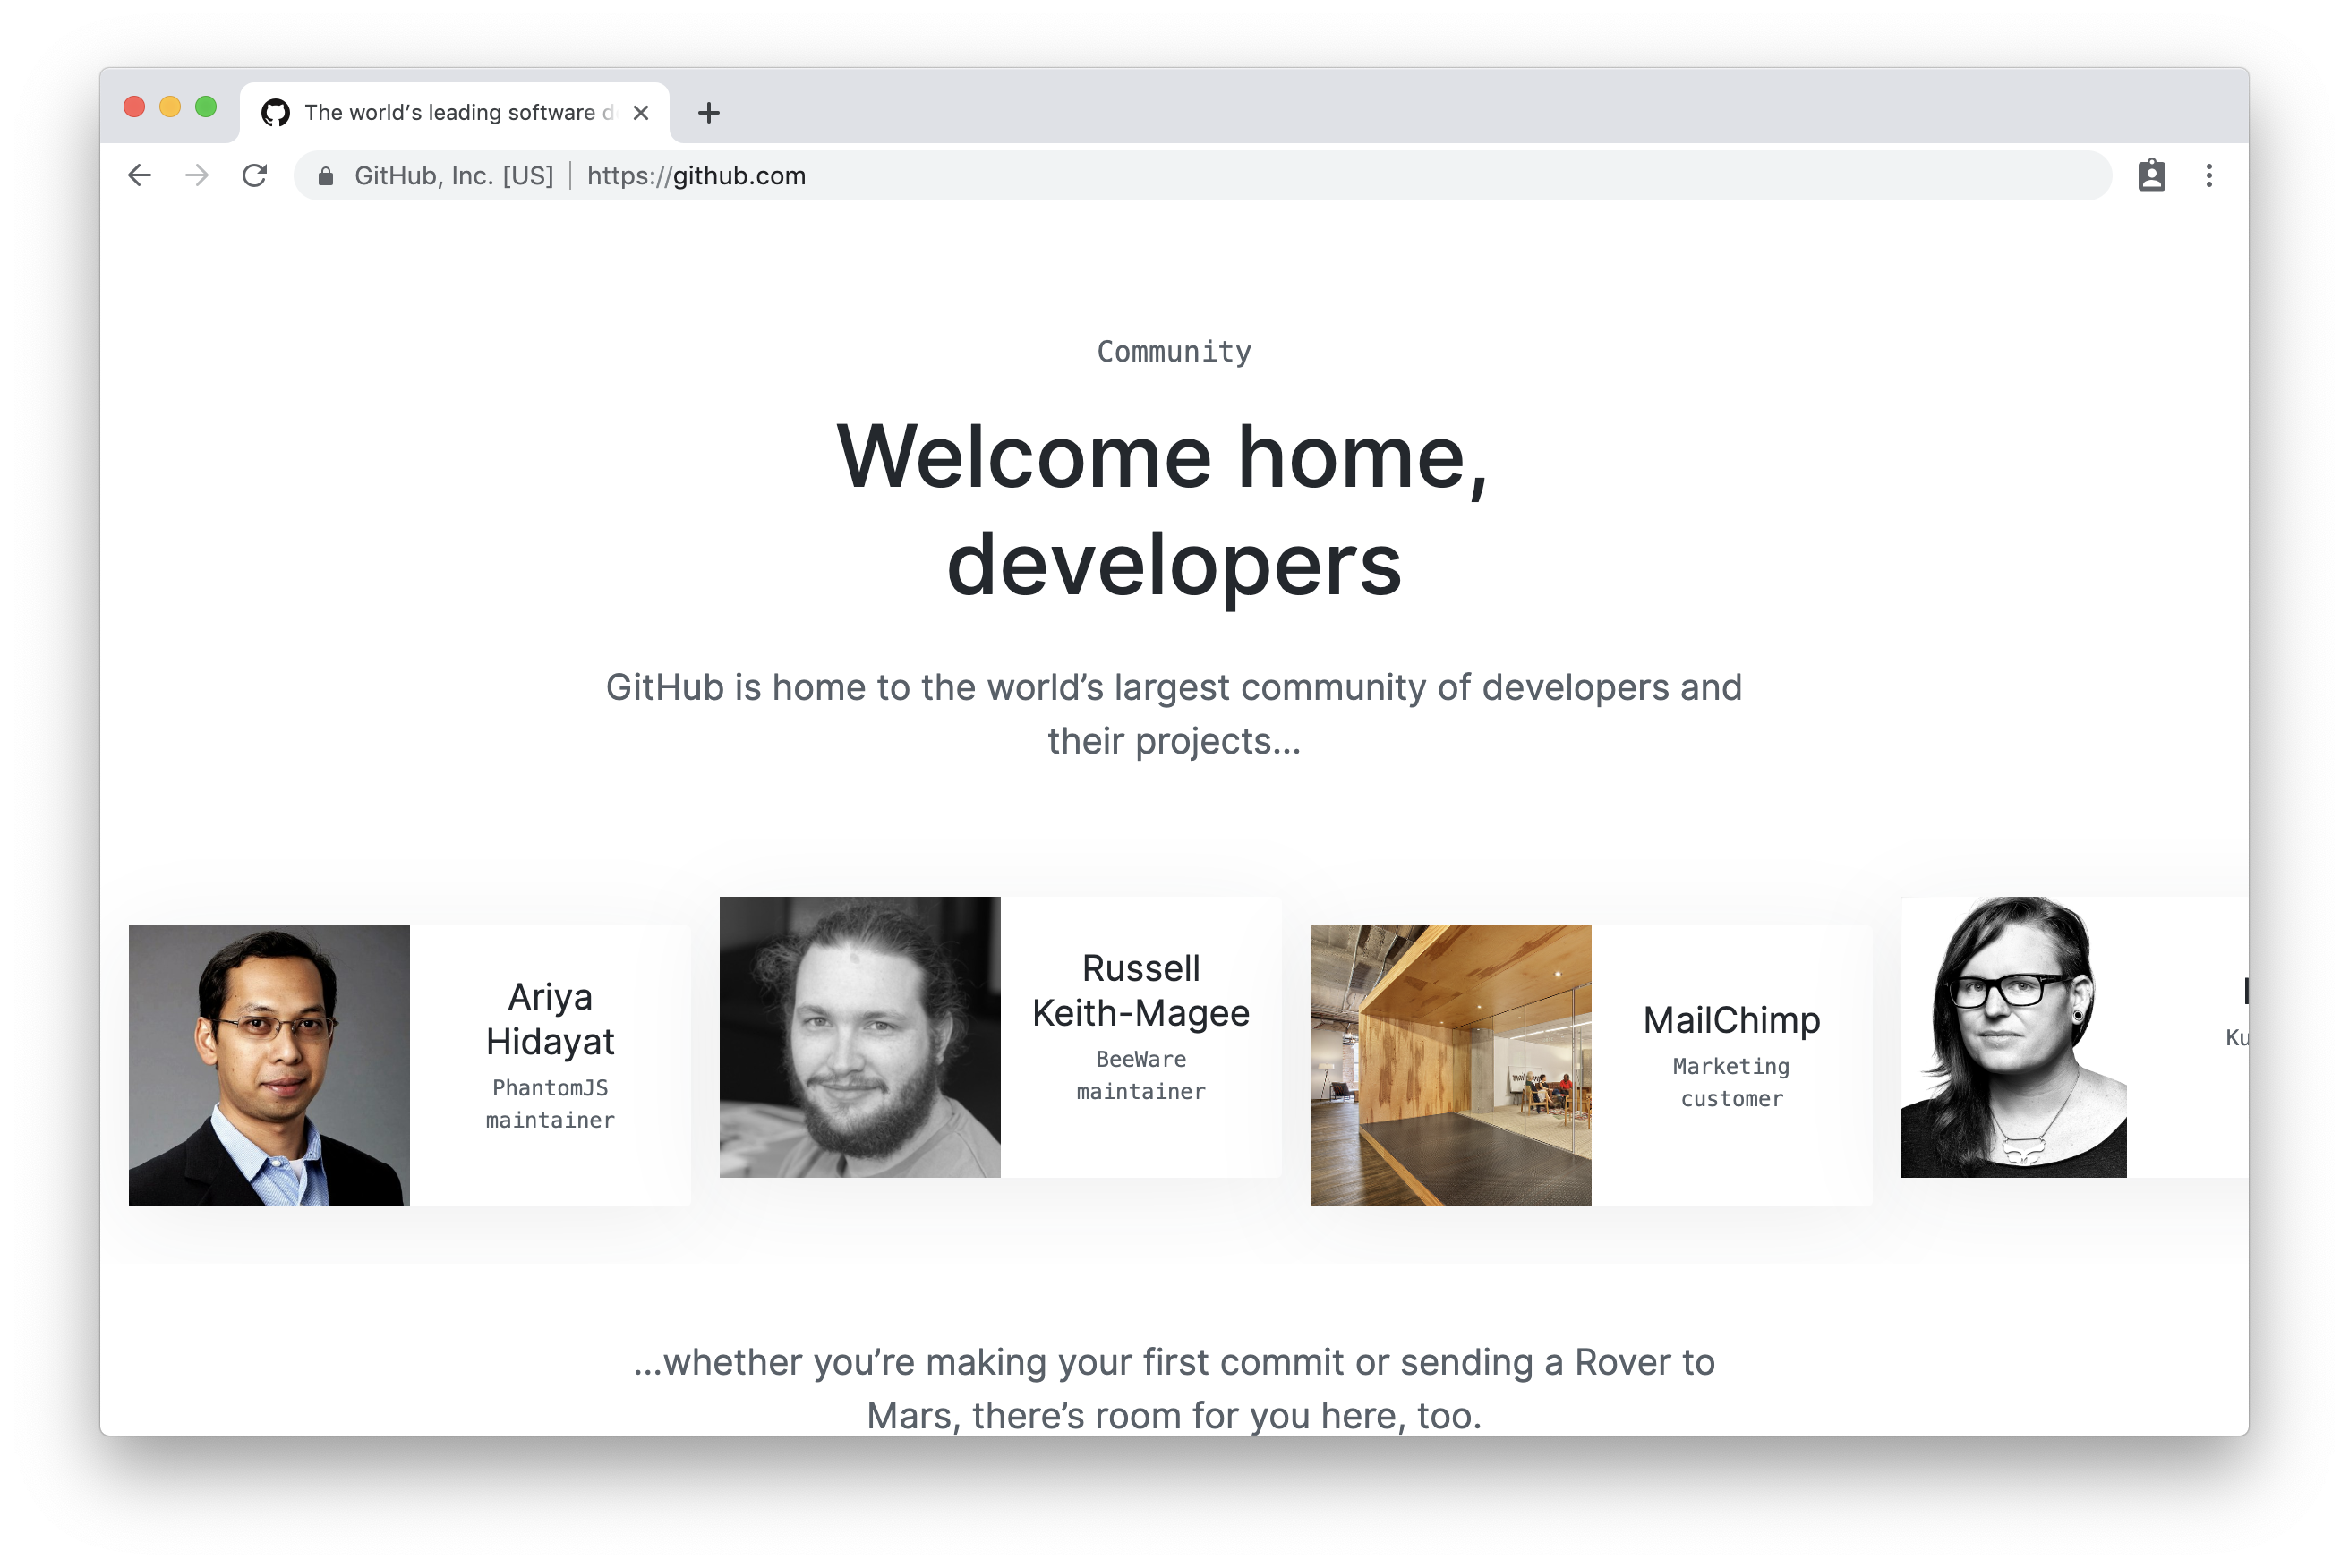 The world's leading software d
GitHub, Inc. [US] | https://github.com
Community
Welcome home,
developers
GitHub is home to the world's largest community of developers and
their projects...
Ariya
Hidayat
PhantomJS
maintainer
Russell
Keith-Magee
BeeWare
maintainer
MailChimp
Marketing
customer
Ku
...whether you're making your first commit or sending a Rover to
Mars, there's room for you here, too.